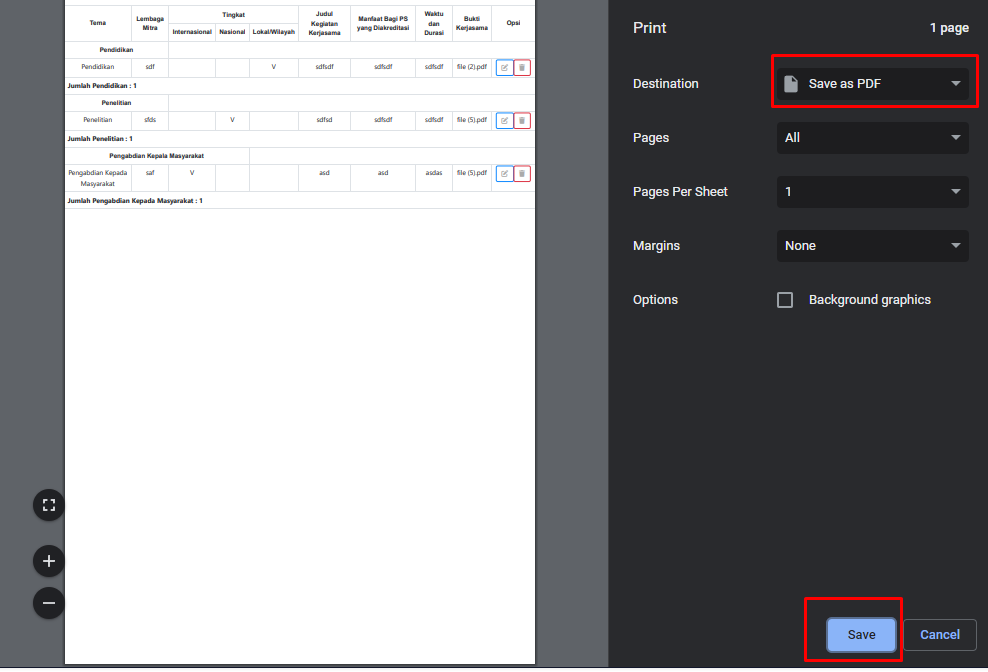 Tema
Lembaga Mitra
Tingkat
Internasional
Nasional
Lokal/Wilayah
Judul Kegiatan Kerjasama
Manfaat Bagi PS yang Diakreditasi
Waktu dan Durasi
Bukti Kerjasama
Opsi
Pendidikan
Pendidikan sdf V sdfsdf sdfsdf sdfsdf file (2).pdf
Jumlah Pendidikan : 1
Penelitian
Penelitian sfds V sdfsd sdfsdf sdfsdf file (5).pdf
Jumlah Penelitian : 1
Pengabdian Kepala Masyarakat
Pengabdian Kepada Masyarakat saf V asd asd asdas file (5).pdf
Jumlah Pengabdian Kepada Masyarakat : 1
Print 1 page
Destination Save as PDF
Pages All
Pages Per Sheet 1
Margins None
Options Background graphics
Save Cancel